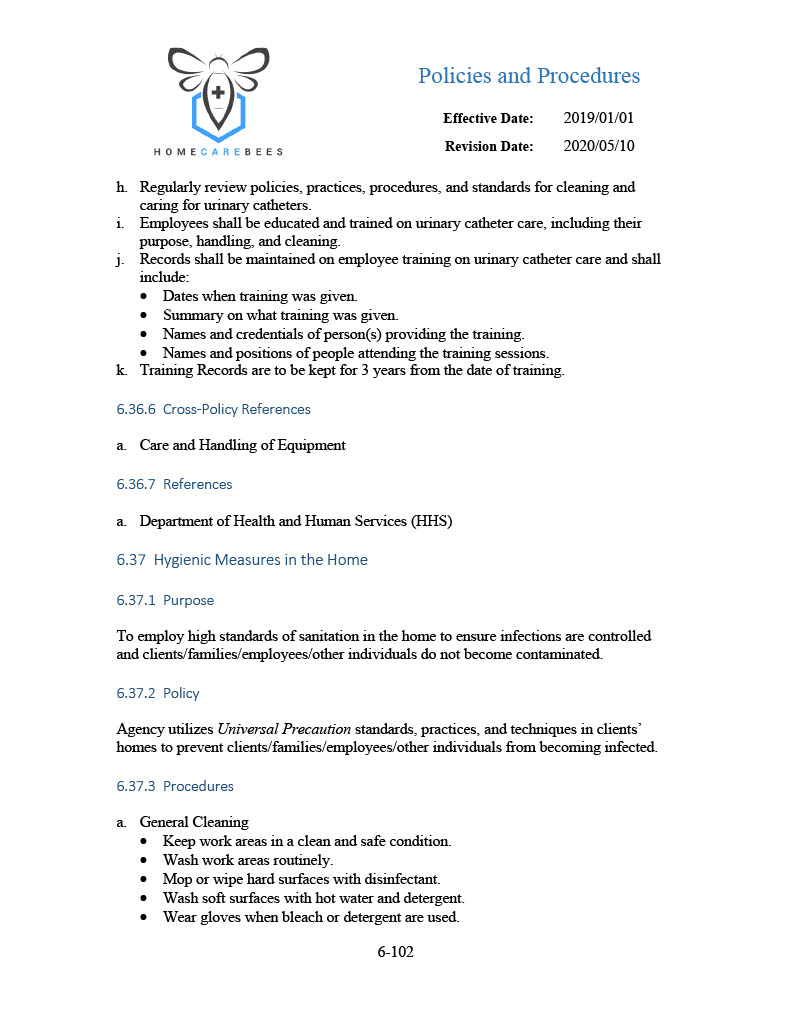 HOMECAREBEES
Policies and Procedures
Effective Date: 2019/01/01
Revision Date: 2020/05/10
h. Regularly review policies, practices, procedures, and standards for cleaning and
caring for urinary catheters.
i. Employees shall be educated and trained on urinary catheter care, including their
purpose, handling, and cleaning.
j. Records shall be maintained on employee training on urinary catheter care and shall
include:
• Dates when training was given.
• Summary on what training was given.
• Names and credentials of person(s) providing the training.
• Names and positions of people attending the training sessions.
k. Training Records are to be kept for 3 years from the date of training.
6.36.6 Cross-Policy References
a. Care and Handling of Equipment
6.36.7 References
a. Department of Health and Human Services (HHS)
6.37 Hygienic Measures in the Home
6.37.1 Purpose
To employ high standards of sanitation in the home to ensure infections are controlled
and clients/families/employees/other individuals do not become contaminated.
6.37.2 Policy
Agency utilizes Universal Precaution standards, practices, and techniques in clients’
homes to prevent clients/families/employees/other individuals from becoming infected.
6.37.3 Procedures
a. General Cleaning
• Keep work areas in a clean and safe condition.
• Wash work areas routinely.
• Mop or wipe hard surfaces with disinfectant.
• Wash soft surfaces with hot water and detergent.
• Wear gloves when bleach or detergent are used.
6-102